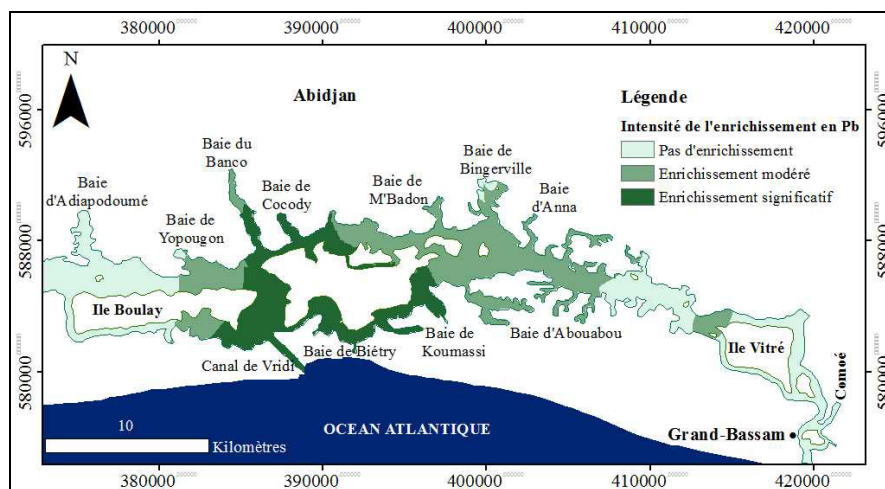 380000 390000 400000 410000 420000
N
Abidjan
Légende
Intensité de l'enrichissement en Pb
Pas d'enrichissement
Enrichissement modéré
Enrichissement significatif
596000
596000
Baie du
Banco
Baie de
Cocody
Baie de
M'Badon
Baie de
Bingerville
Baie
d'Anna
Baie
d'Adiapodoumé
Baie de
Yopougon
588000
588000
Ile Boulay
Canal de Vridi
Baie de Biétry
Baie de
Koumassi
Baie d'Abouabou
Ile Vitré
Comoé
580000
580000
10
Kilomètres
OCEAN ATLANTIQUE
Grand-Bassam
380000 390000 400000 410000 420000